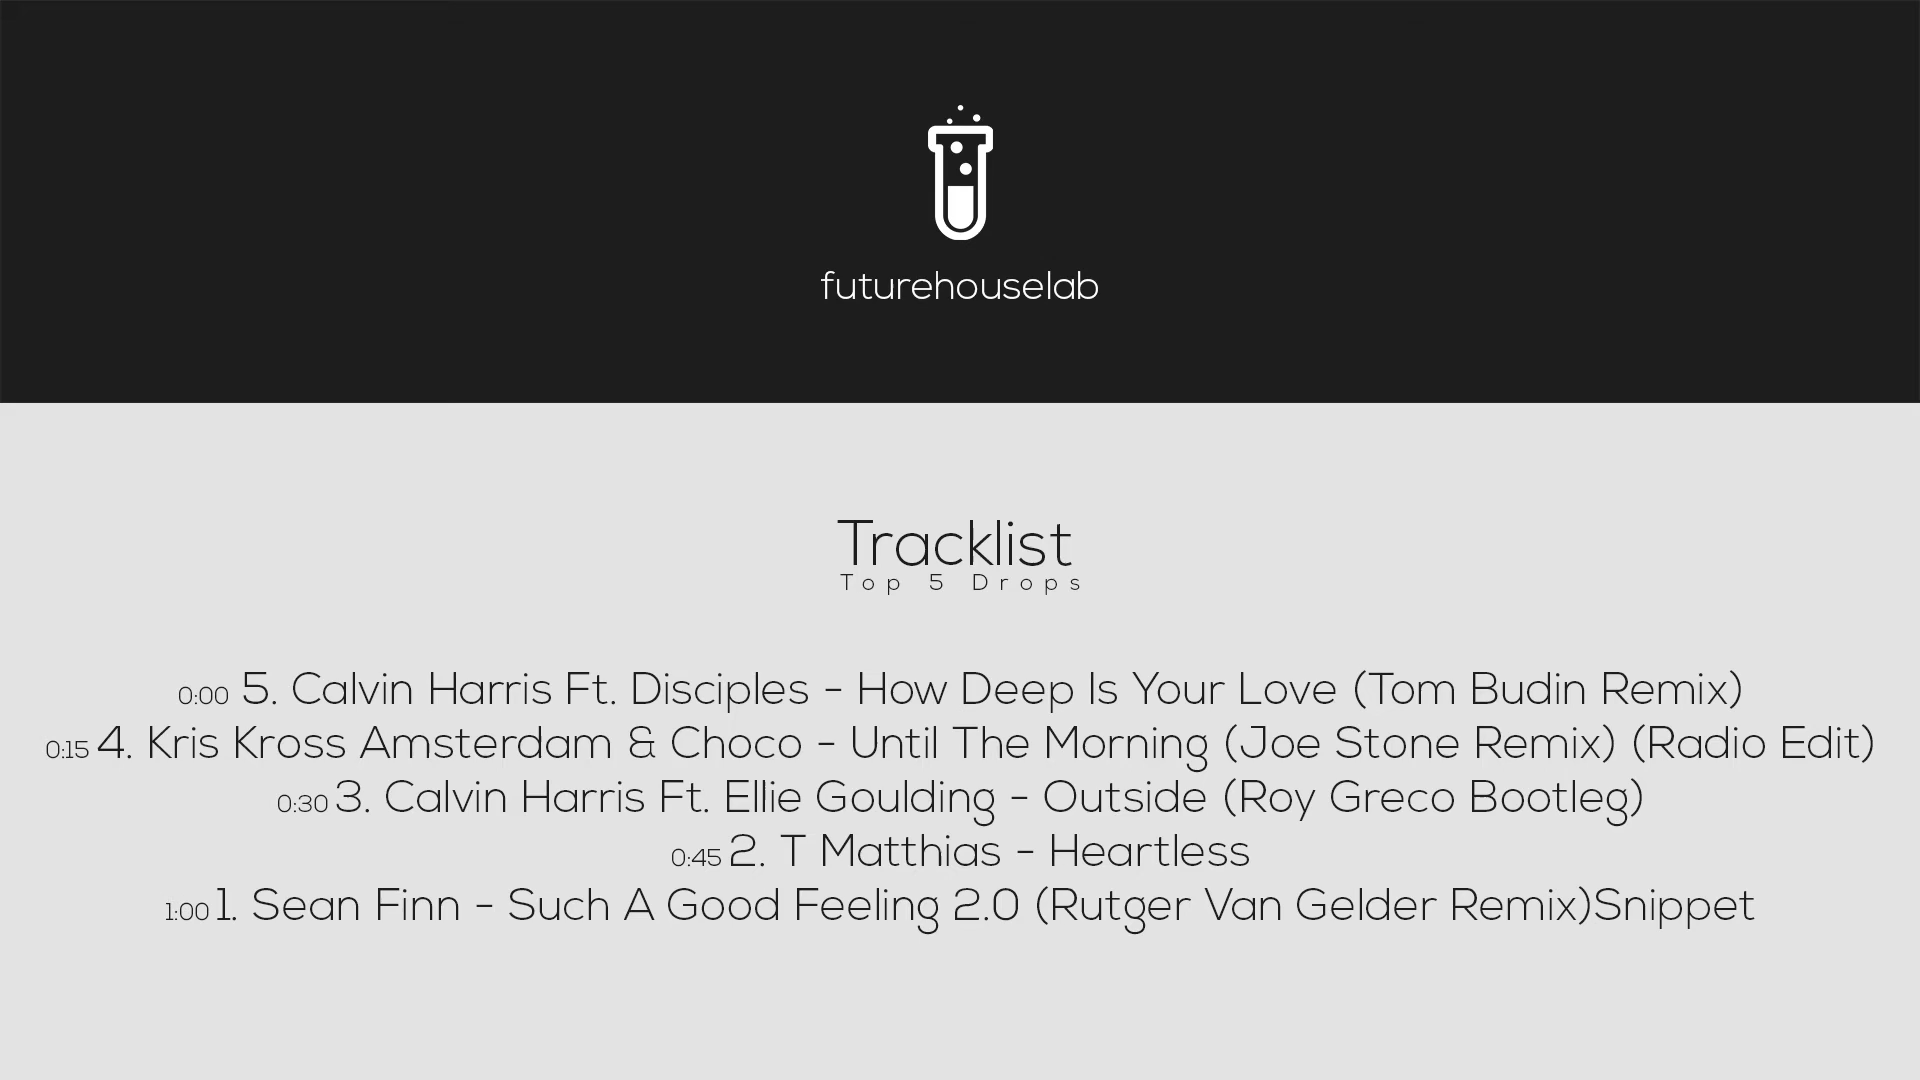 futurehouselab
Tracklist
Top 5 Drops
0:00 5. Calvin Harris Ft. Disciples - How Deep Is Your Love (Tom Budin Remix)
0:15 4. Kris Kross Amsterdam & Choco - Until The Morning (Joe Stone Remix) (Radio Edit)
0:30 3. Calvin Harris Ft. Ellie Goulding - Outside (Roy Greco Bootleg)
0:45 2. T Matthias - Heartless
1:00 1. Sean Finn - Such A Good Feeling 2.0 (Rutger Van Gelder Remix)Snippet